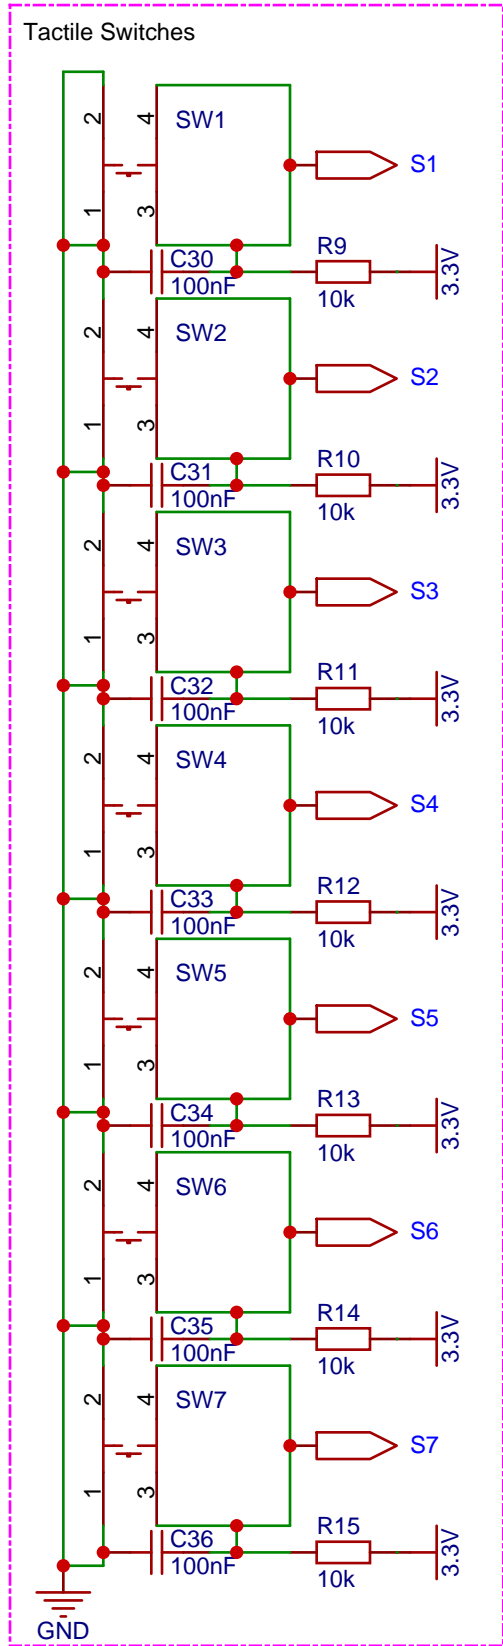 Tactile Switches
2
4
SW1
S1
1
3
C30
100nF
R9
10k
3.3V
2
4
SW2
S2
1
3
C31
100nF
R10
10k
3.3V
2
4
SW3
S3
1
3
C32
100nF
R11
10k
3.3V
2
4
SW4
S4
1
3
C33
100nF
R12
10k
3.3V
2
4
SW5
S5
1
3
C34
100nF
R13
10k
3.3V
2
4
SW6
S6
1
3
C35
100nF
R14
10k
3.3V
2
4
SW7
S7
1
3
C36
100nF
R15
10k
3.3V
GND